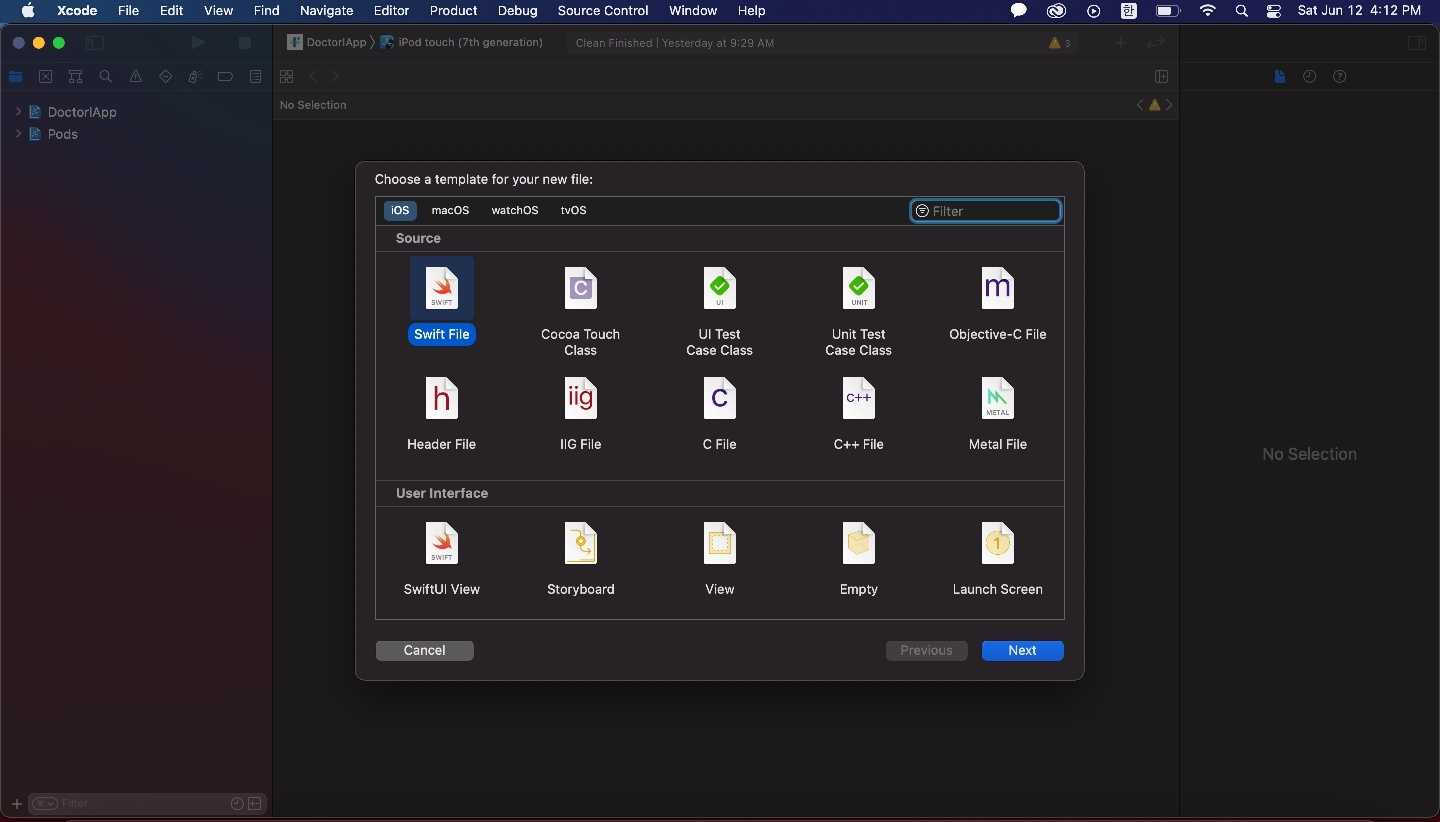 Xcode File Edit View Find Navigate Editor Product Debug Source Control Window Help 한 Sat Jun 12 4:12 PM
DoctorIApp iPod touch (7th generation) Clean Finished | Yesterday at 9:29 AM 3
No Selection
DoctorIApp
Pods
Choose a template for your new file:
iOS macOS watchOS tvOS Filter
Source
SWIFT C UI UNIT m
Swift File Cocoa Touch Class UI Test Case Class Unit Test Case Class Objective-C File
h iig C C++ METAL
Header File IIG File C File C++ File Metal File
User Interface
SWIFT 1
SwiftUI View Storyboard View Empty Launch Screen
Cancel Previous Next
No Selection
Filter